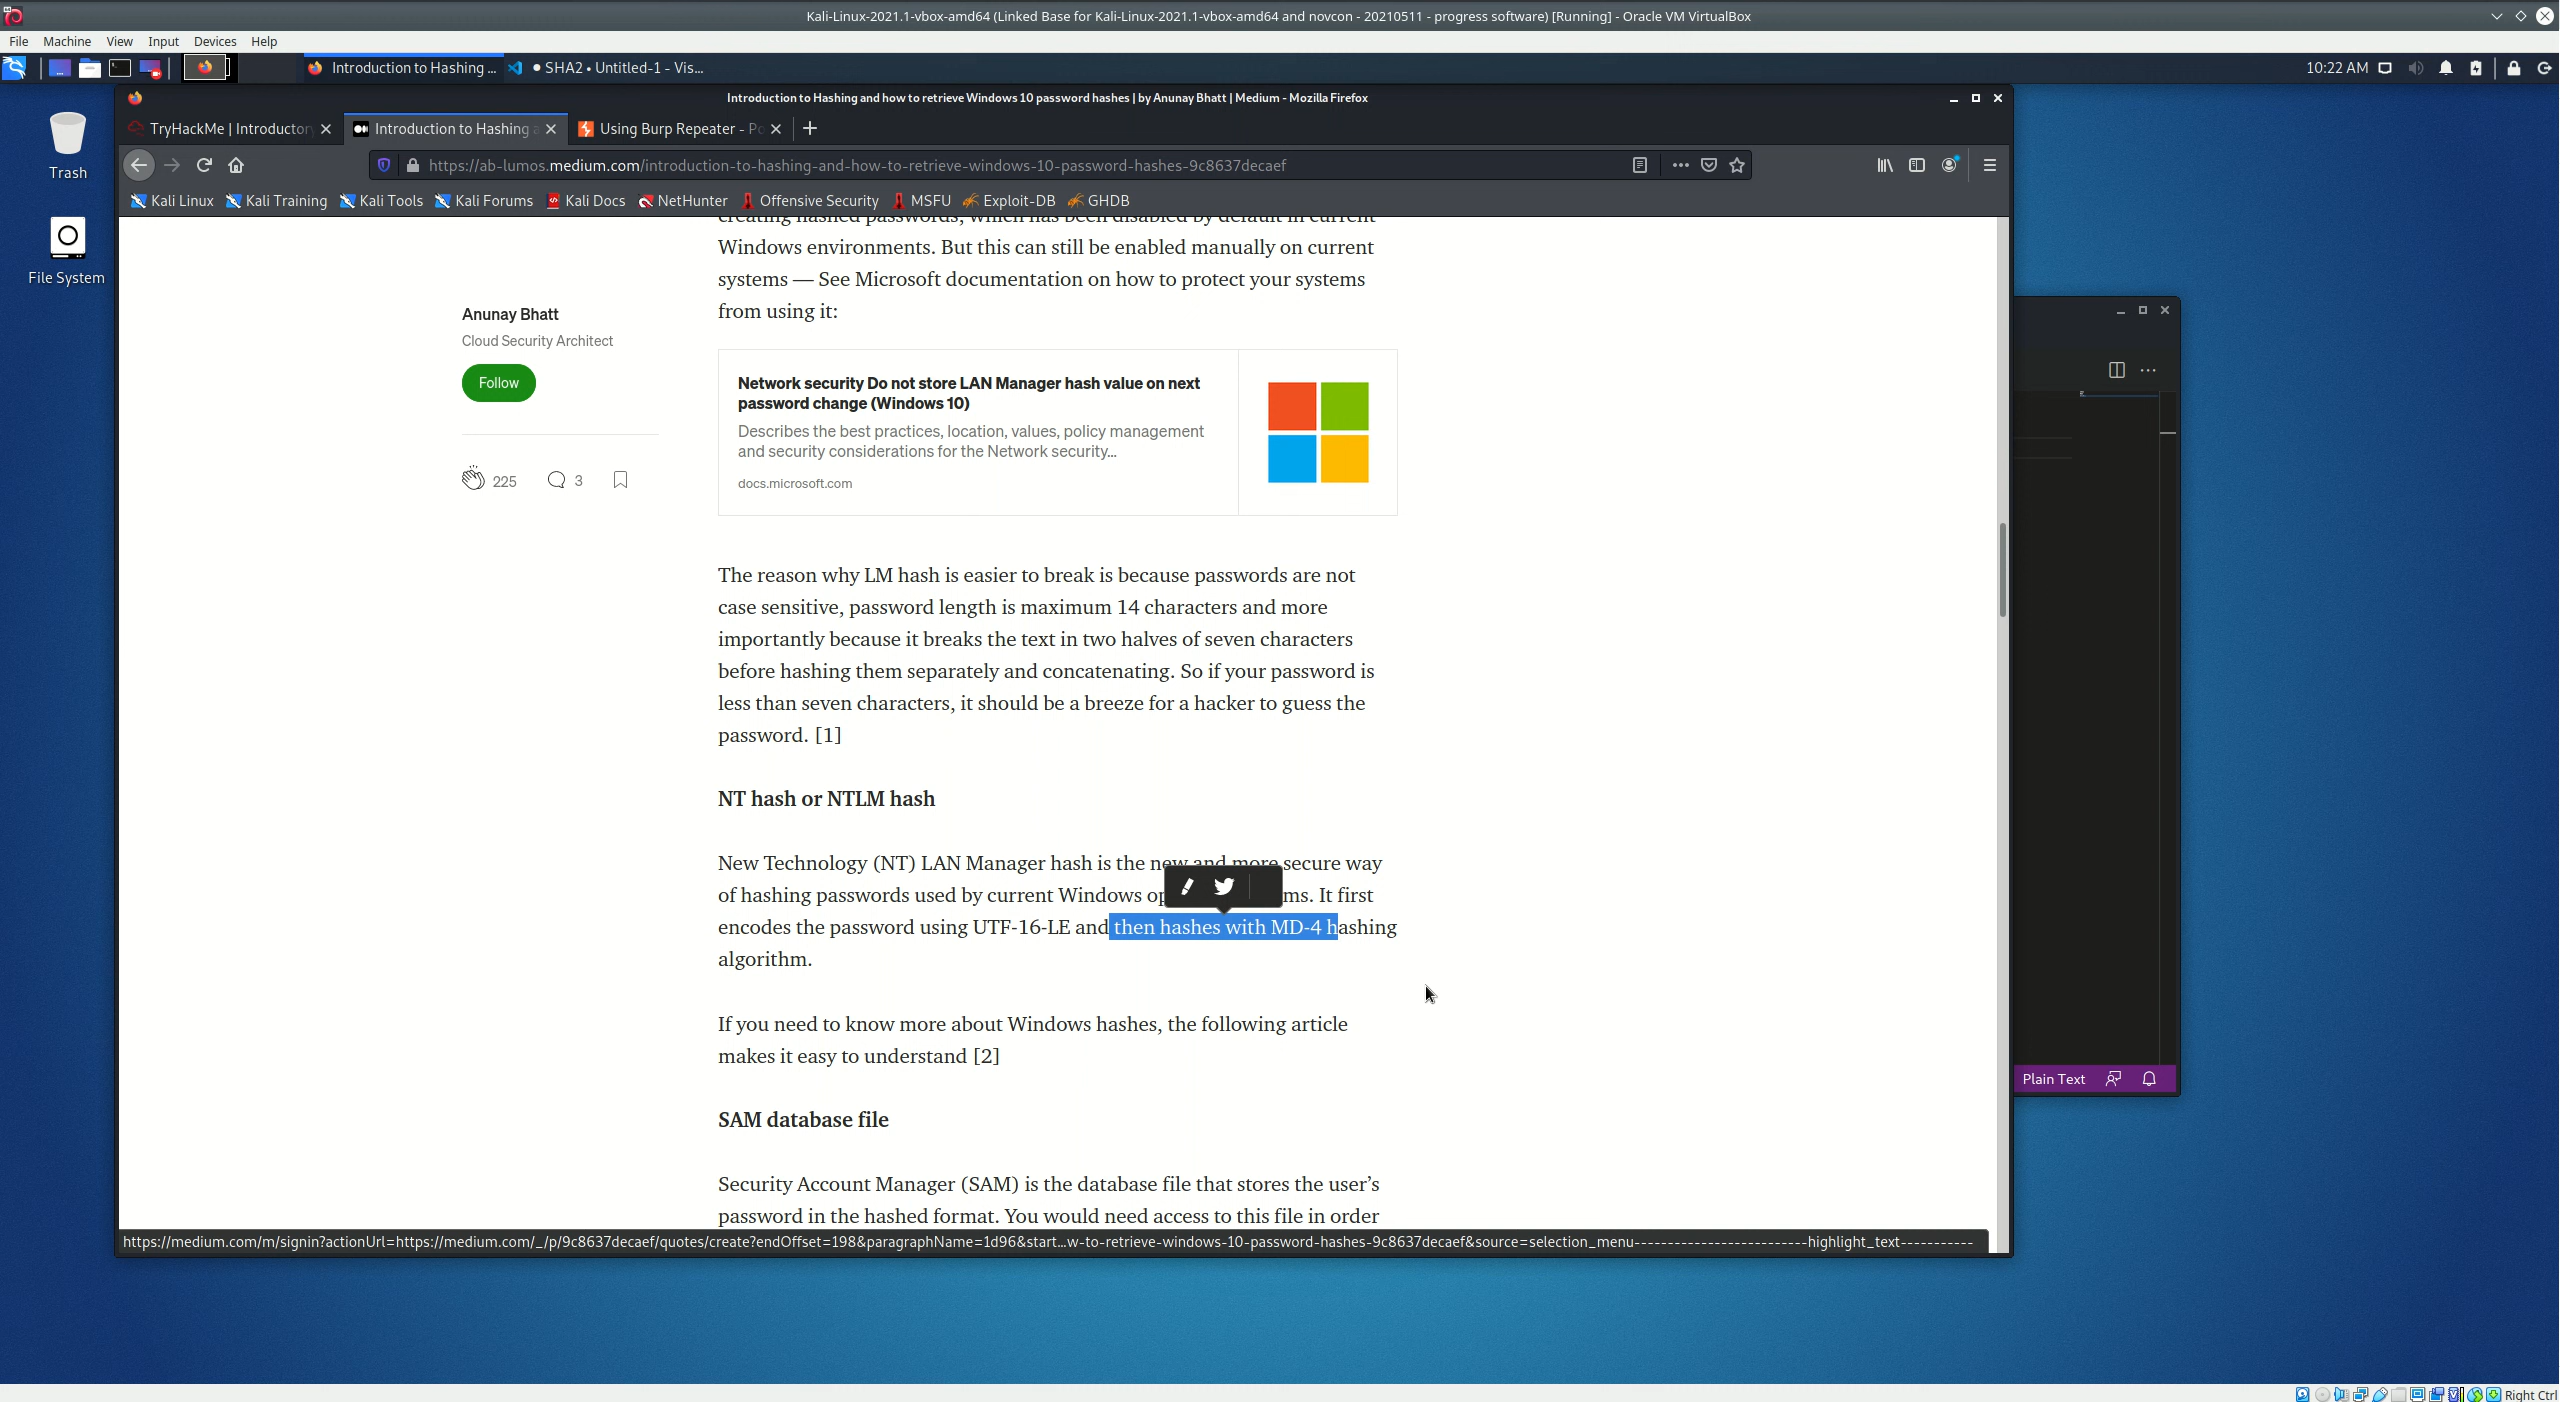 Kali-Linux-2021.1-vbox-amd64 (Linked Base for Kali-Linux-2021.1-vbox-amd64 and novcon - 20210511 - progress software) [Running] - Oracle VM VirtualBox
File Machine View Input Devices Help
Introduction to Hashing ... ● SHA2 • Untitled-1 - Vis... 10:22 AM
Trash
File System
Introduction to Hashing and how to retrieve Windows 10 password hashes | by Anunay Bhatt | Medium - Mozilla Firefox
TryHackMe | Introductor Introduction to Hashing a Using Burp Repeater - Po
https://ab-lumos.medium.com/introduction-to-hashing-and-how-to-retrieve-windows-10-password-hashes-9c8637decaef
Kali Linux Kali Training Kali Tools Kali Forums Kali Docs NetHunter Offensive Security MSFU Exploit-DB GHDB
creating hashed passwords, which has been disabled by default in current
Windows environments. But this can still be enabled manually on current
systems — See Microsoft documentation on how to protect your systems
from using it:
Anunay Bhatt
Cloud Security Architect
Follow
225 3
Network security Do not store LAN Manager hash value on next
password change (Windows 10)
Describes the best practices, location, values, policy management
and security considerations for the Network security...
docs.microsoft.com
The reason why LM hash is easier to break is because passwords are not
case sensitive, password length is maximum 14 characters and more
importantly because it breaks the text in two halves of seven characters
before hashing them separately and concatenating. So if your password is
less than seven characters, it should be a breeze for a hacker to guess the
password. [1]
NT hash or NTLM hash
New Technology (NT) LAN Manager hash is the new and more secure way
of hashing passwords used by current Windows op ms. It first
encodes the password using UTF-16-LE and then hashes with MD-4 hashing
algorithm.
If you need to know more about Windows hashes, the following article
makes it easy to understand [2]
SAM database file
Security Account Manager (SAM) is the database file that stores the user’s
password in the hashed format. You would need access to this file in order
https://medium.com/m/signin?actionUrl=https://medium.com/_/p/9c8637decaef/quotes/create?endOffset=198&paragraphName=1d96&start...w-to-retrieve-windows-10-password-hashes-9c8637decaef&source=selection_menu--------------------------highlight_text-----------
Plain Text
Right Ctrl